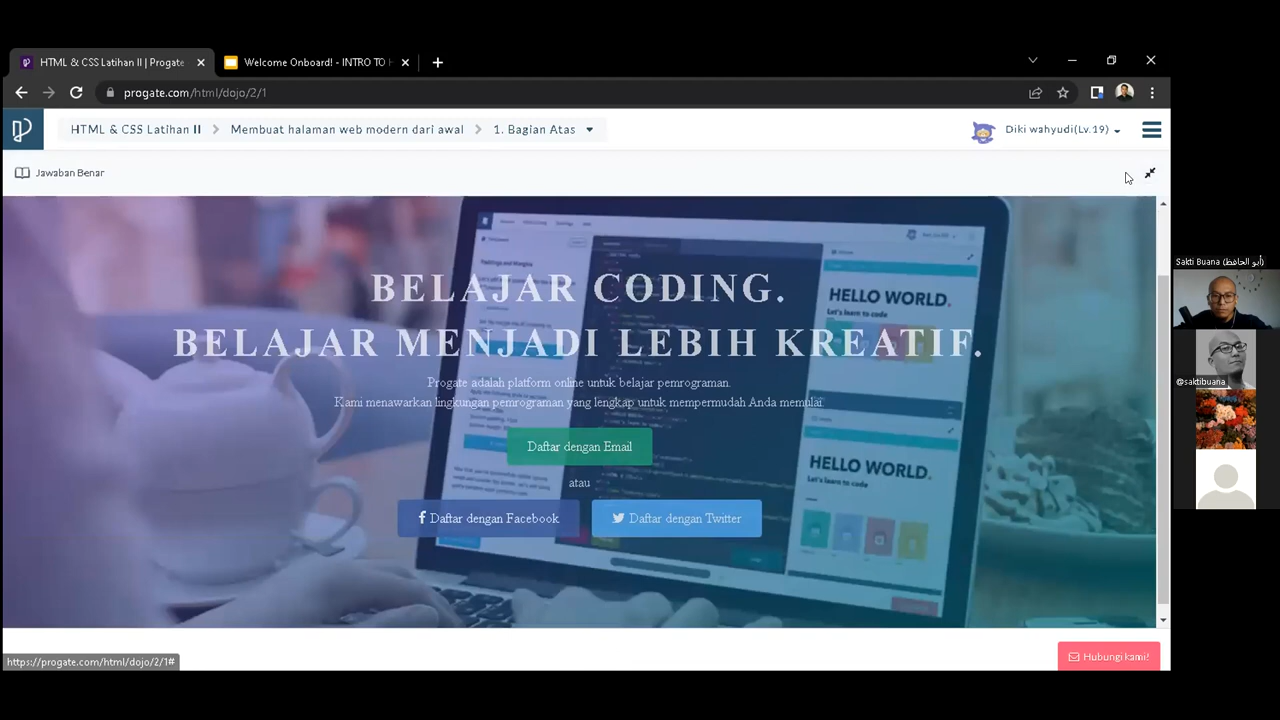 HTML & CSS Latihan II | Progate
Welcome Onboard! - INTRO TO
progate.com/html/dojo/2/1
HTML & CSS Latihan II
Membuat halaman web modern dari awal
1. Bagian Atas
Diki wahyudi(Lv.19)
Jawaban Benar
BELAJAR CODING.
BELAJAR MENJADI LEBIH KREATIF.
Progate adalah platform online untuk belajar pemrograman.
Kami menawarkan lingkungan pemrograman yang lengkap untuk mempermudah Anda memulai.
Daftar dengan Email
atau
Daftar dengan Facebook
Daftar dengan Twitter
HELLO WORLD.
Let's learn to code
HELLO WORLD.
Let's learn to code
Paddings and Margins
Hubungi kami!
https://progate.com/html/dojo/2/1#
Sakti Buana (أبو الحافظ)
@saktibuana